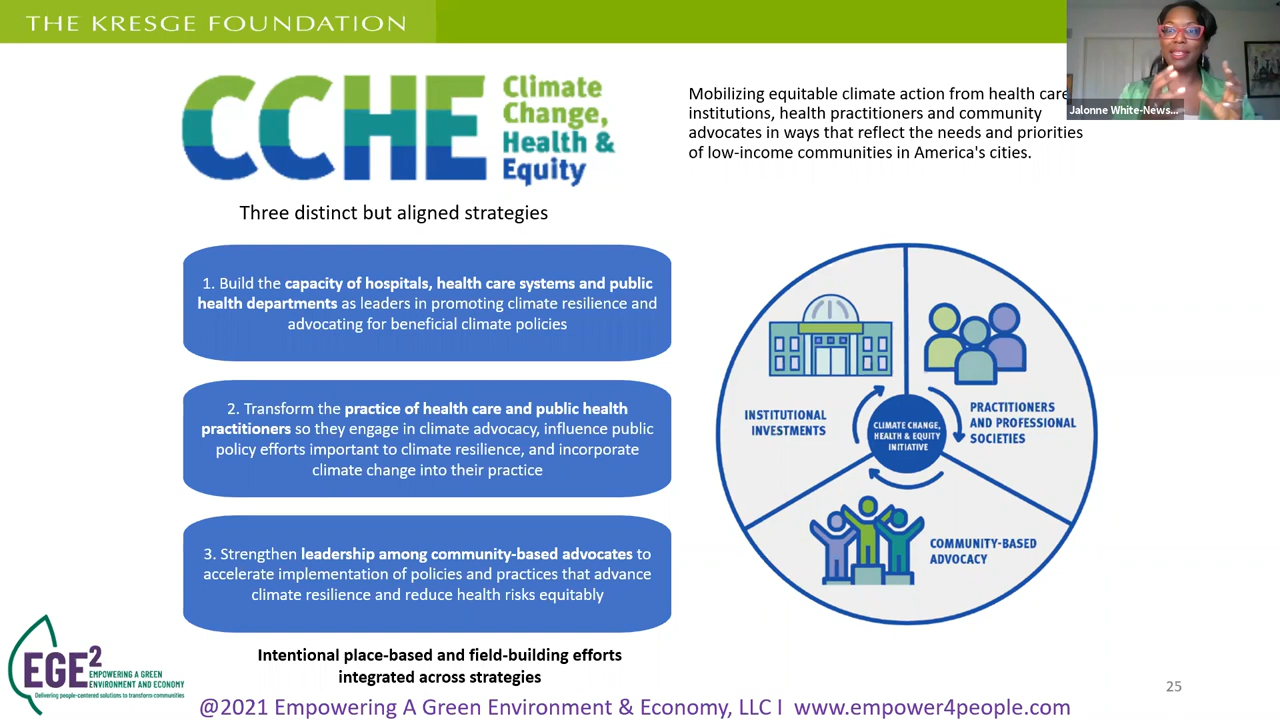 THE KRESGE FOUNDATION
CCHE
Climate
Change,
Health &
Equity
Mobilizing equitable climate action from health care
institutions, health practitioners and community
advocates in ways that reflect the needs and priorities
of low-income communities in America's cities.
Jalonne White-News...
Three distinct but aligned strategies
1. Build the capacity of hospitals, health care systems and public
health departments as leaders in promoting climate resilience and
advocating for beneficial climate policies
2. Transform the practice of health care and public health
practitioners so they engage in climate advocacy, influence public
policy efforts important to climate resilience, and incorporate
climate change into their practice
3. Strengthen leadership among community-based advocates to
accelerate implementation of policies and practices that advance
climate resilience and reduce health risks equitably
Intentional place-based and field-building efforts
integrated across strategies
INSTITUTIONAL
INVESTMENTS
PRACTITIONERS
AND PROFESSIONAL
SOCIETIES
CLIMATE CHANGE,
HEALTH & EQUITY
INITIATIVE
COMMUNITY-BASED
ADVOCACY
EGE2
EMPOWERING A GREEN
ENVIRONMENT AND ECONOMY
Delivering people-centered solutions to transform communities
25
@2021 Empowering A Green Environment & Economy, LLC I www.empower4people.com